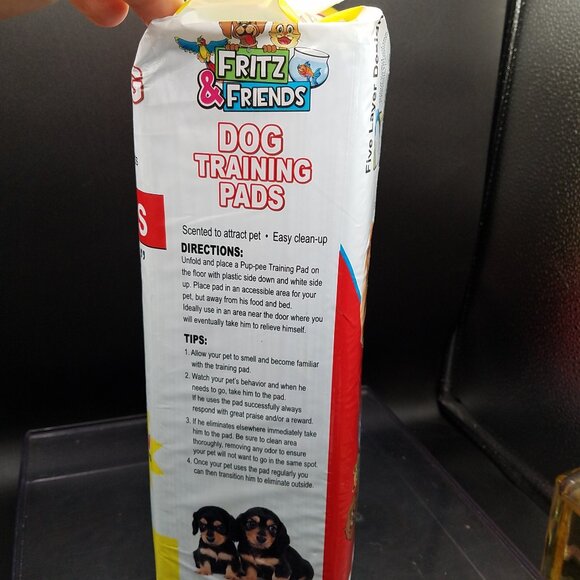 FRITZ
& FRIENDS
DOG
TRAINING
PADS
Scented to attract pet • Easy clean-up
DIRECTIONS:
Unfold and place a Pup-pee Training Pad on
the floor with plastic side down and white side
up. Place pad in an accessible area for your
pet, but away from his food and bed.
Ideally use in an area near the door where you
will eventually take him to relieve himself.
TIPS:
1. Allow your pet to smell and become familiar
with the training pad.
2. Watch your pet's behavior and when he
needs to go, take him to the pad.
If he uses the pad successfully always
respond with great praise and/or a reward.
3. If he eliminates elsewhere immediately take
him to the pad. Be sure to clean area
thoroughly, removing any odor to ensure
your pet will not want to go in the same spot.
4. Once your pet uses the pad regularly you
can then transition him to eliminate outside.
Five Layer